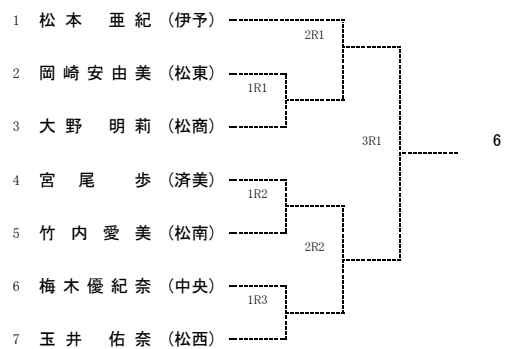 1 松本 亜紀 （伊予）
2R1
2 岡崎安由美 （松東）
1R1
3 大野 明莉 （松商）
3R1
6
4 宮尾 歩 （済美）
1R2
5 竹内愛美 （松南）
2R2
6 梅木優紀奈 （中央）
1R3
7 玉井 佑奈 （松西）